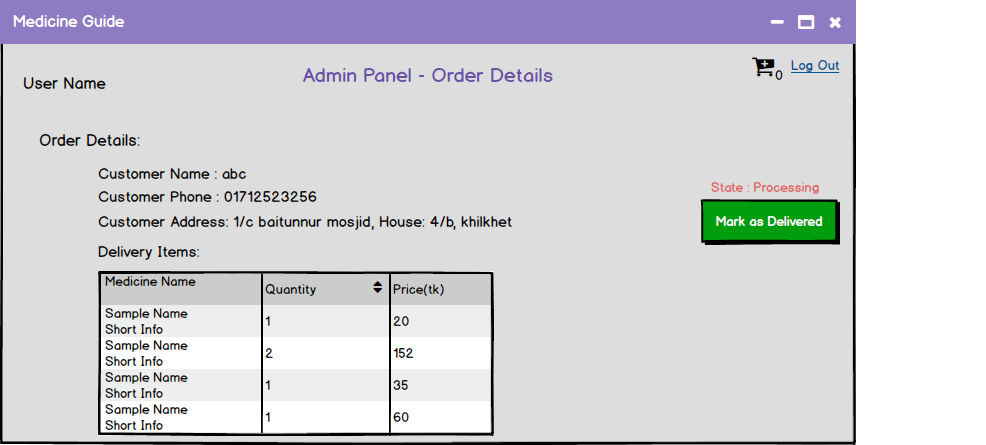 Medicine Guide
User Name
Admin Panel - Order Details
0
Log Out
Order Details:
Customer Name : abc
Customer Phone : 01712523256
Customer Address: 1/c baitunnur mosjid, House: 4/b, khilkhet
State : Processing
Mark as Delivered
Delivery Items:
Medicine Name Quantity Price(tk)
Sample Name
Short Info 1 20
Sample Name
Short Info 2 152
Sample Name
Short Info 1 35
Sample Name
Short Info 1 60